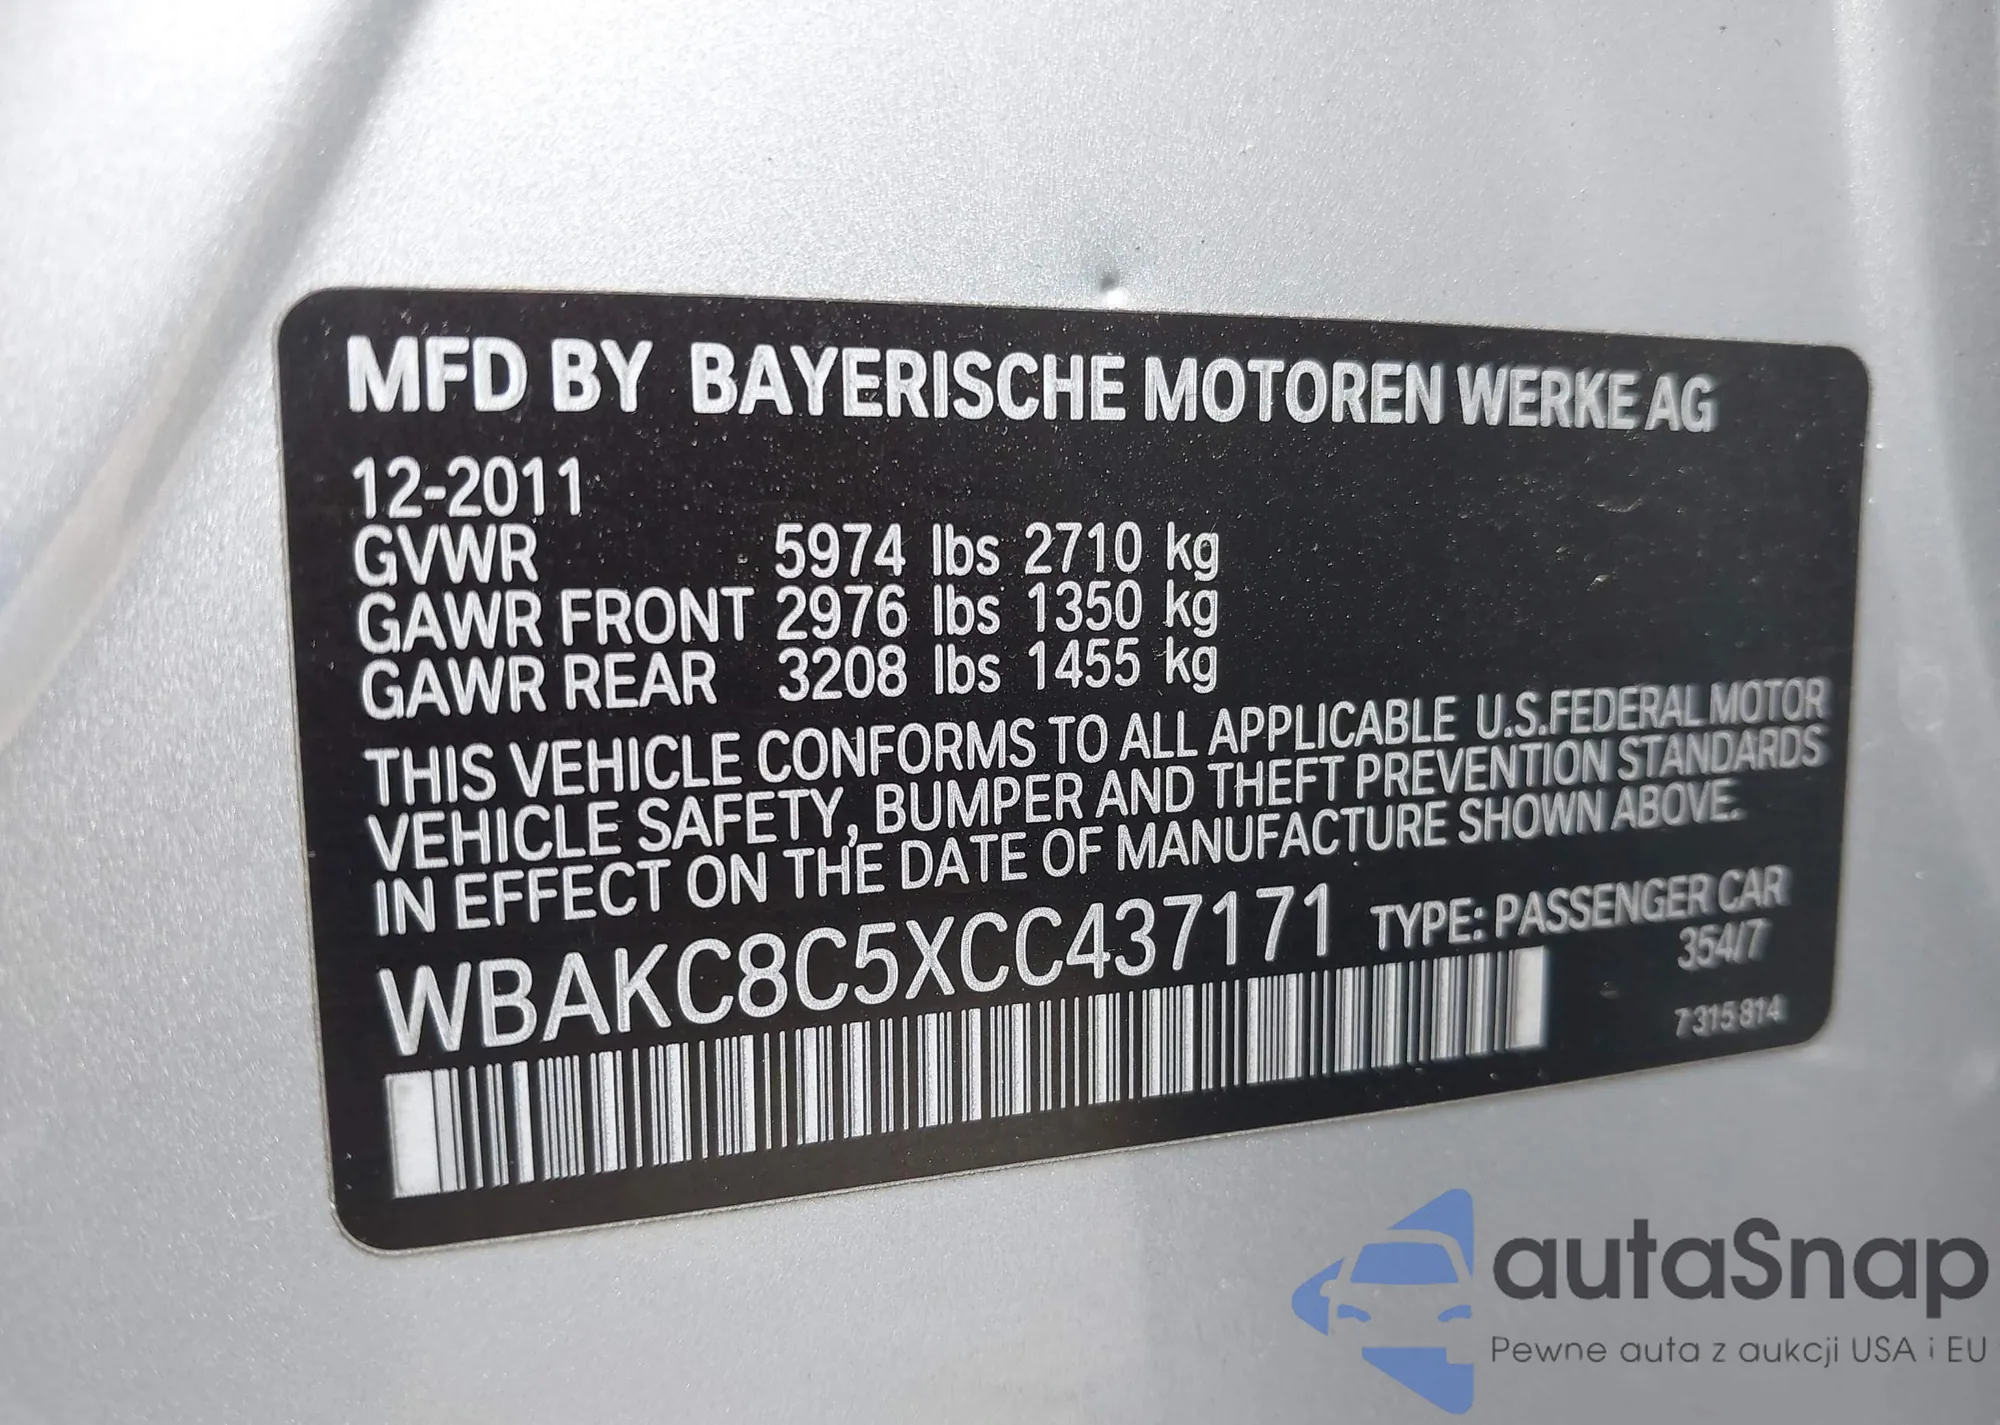 MFD BY BAYERISCHE MOTOREN WERKE AG
12-2011
GVWR 5974 lbs 2710 kg
GAWR FRONT 2976 lbs 1350 kg
GAWR REAR 3208 lbs 1455 kg
THIS VEHICLE CONFORMS TO ALL APPLICABLE U.S.FEDERAL MOTOR
VEHICLE SAFETY, BUMPER AND THEFT PREVENTION STANDARDS
IN EFFECT ON THE DATE OF MANUFACTURE SHOWN ABOVE.
WBAKC8C5XCC437171 TYPE: PASSENGER CAR
354/7
7 315 814
autaSnap
Pewne auta z aukcji USA i EU